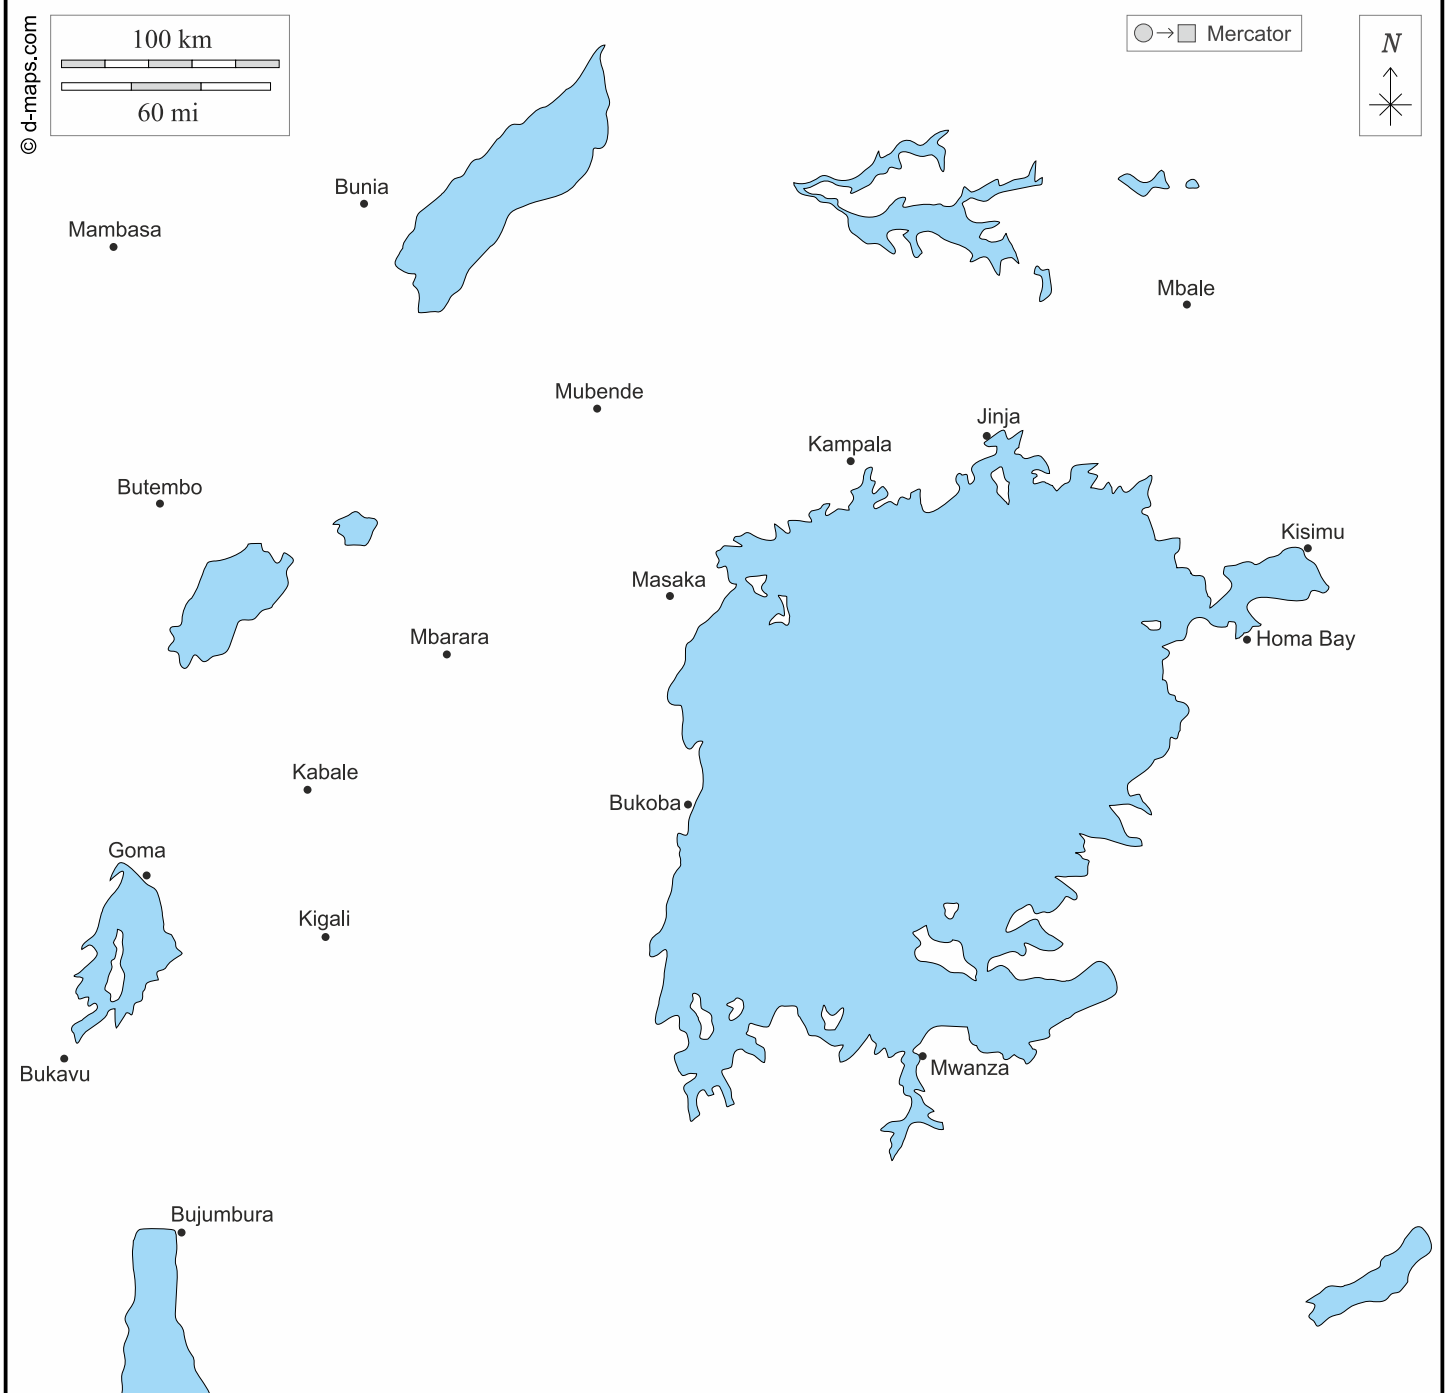 © d-maps.com
100 km
60 mi
Mercator
N
Bunia
Mambasa
Mbale
Mubende
Jinja
Kampala
Butembo
Kisimu
Masaka
Mbarara
Homa Bay
Kabale
Bukoba
Goma
Kigali
Mwanza
Bukavu
Bujumbura